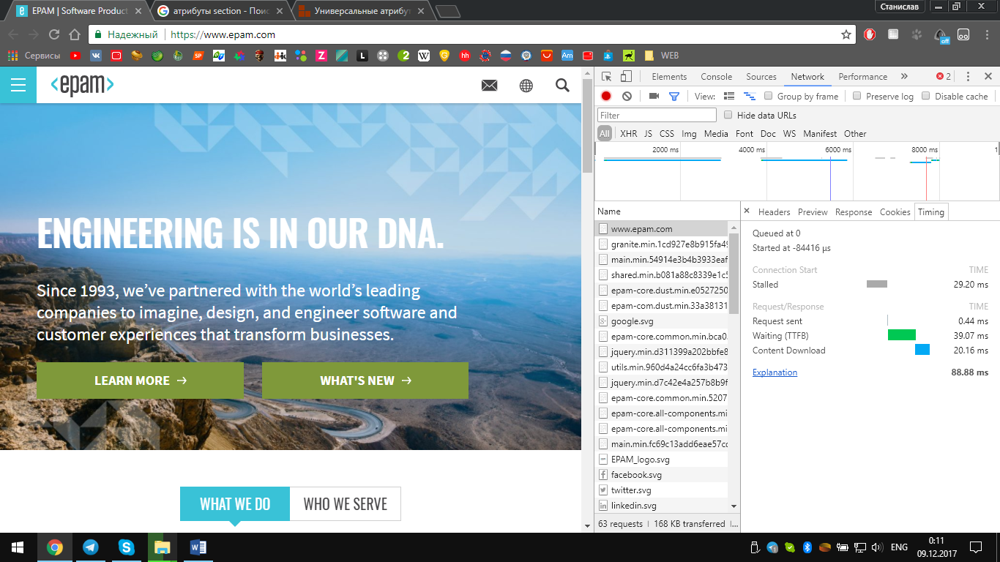 EPAM | Software Product
атрибуты section - Поис
Универсальные атрибут
Станислав
Надежный
https://www.epam.com
Сервисы
WEB
<epam>
ENGINEERING IS IN OUR DNA.
Since 1993, we've partnered with the world's leading
companies to imagine, design, and engineer software and
customer experiences that transform businesses.
LEARN MORE →
WHAT'S NEW →
WHAT WE DO
WHO WE SERVE
Elements Console Sources Network Performance » 2
View: Group by frame Preserve log Disable cache
Filter Hide data URLs
All XHR JS CSS Img Media Font Doc WS Manifest Other
2000 ms 4000 ms 6000 ms 8000 ms 1
Name
www.epam.com
granite.min.1cd927e8b915fa49
main.min.54914e3b4b3933eaf
shared.min.b081a88c8339e1c5
epam-core.dust.min.e0527250
epam-com.dust.min.33a38131
google.svg
epam-core.common.min.bca0
jquery.min.d311399a202bbfe8
utils.min.960d4a24cc6fa3b473
jquery.min.d7c42e4a257b8b9f
epam-core.common.min.5207
epam-core.all-components.mi
epam-core.all-components.mi
main.min.fc69c13add6eae57cc
EPAM_logo.svg
facebook.svg
twitter.svg
linkedin.svg
63 requests | 168 KB transferred | ...
Headers Preview Response Cookies Timing
Queued at 0
Started at -84416 µs
Connection Start TIME
Stalled 29.20 ms
Request/Response TIME
Request sent 0.44 ms
Waiting (TTFB) 39.07 ms
Content Download 20.16 ms
Explanation 88.88 ms
ENG
0:11
09.12.2017